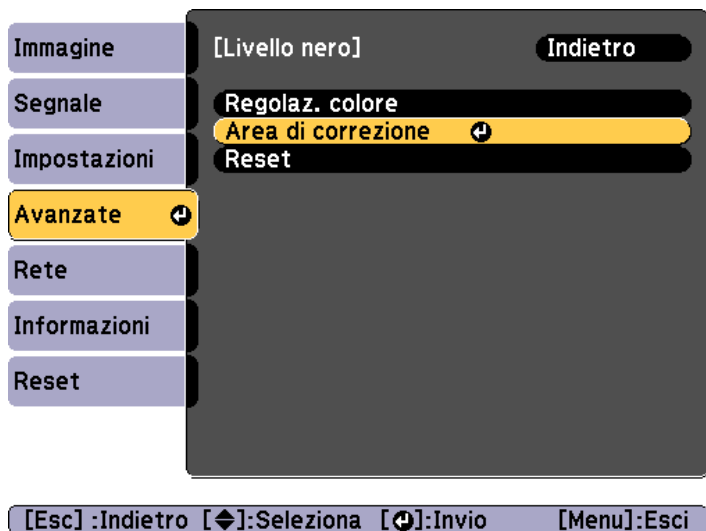 Immagine
Segnale
Impostazioni
Avanzate
Rete
Informazioni
Reset
[Livello nero] Indietro
Regolaz. colore
Area di correzione
Reset
[Esc] :Indietro [◆]:Seleziona [↵]:Invio [Menu]:Esci